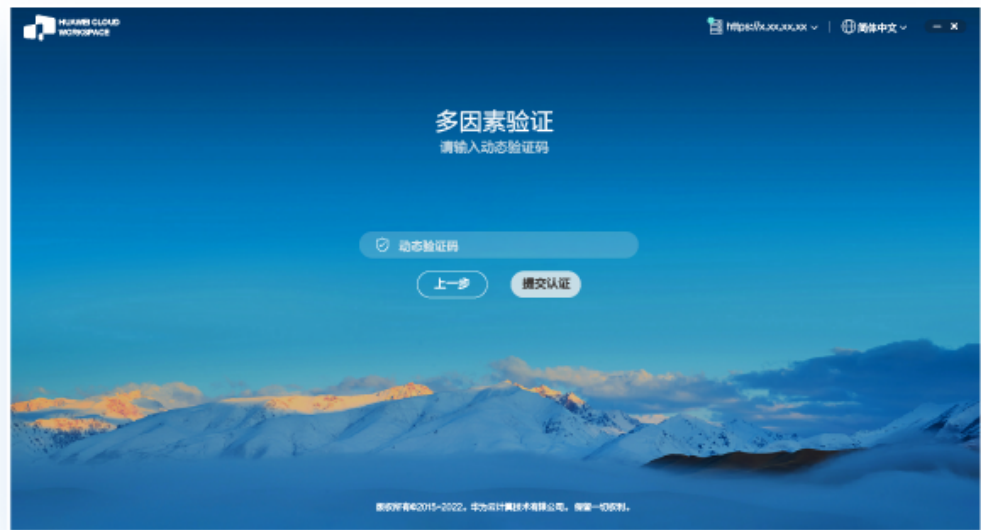 HUAWEI CLOUD
WORKSPACE
https://x.xx.xx.xx
简体中文
多因素验证
请输入动态验证码
动态验证码
上一步
提交认证
版权所有©2015-2022，华为云计算技术有限公司，保留一切权利。